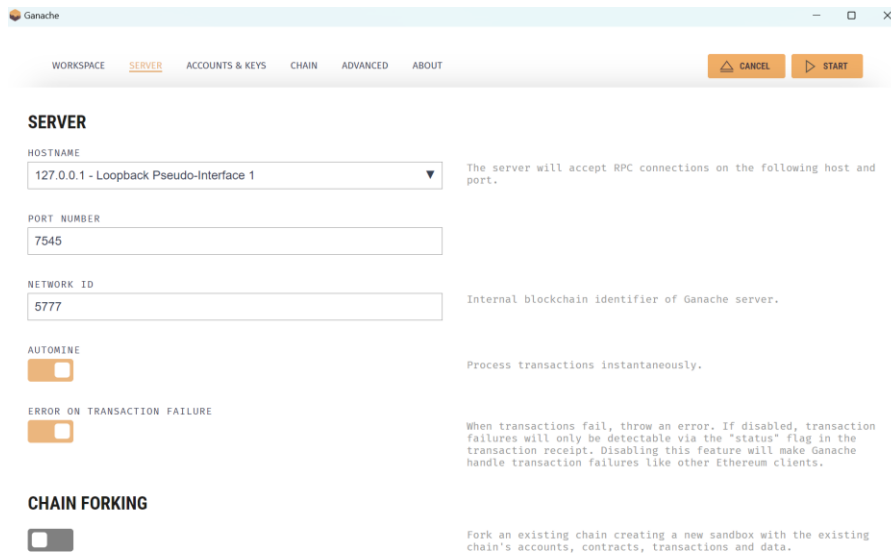 Ganache
WORKSPACE SERVER ACCOUNTS & KEYS CHAIN ADVANCED ABOUT CANCEL START
SERVER
HOSTNAME
127.0.0.1 - Loopback Pseudo-Interface 1
The server will accept RPC connections on the following host and
port.
PORT NUMBER
7545
NETWORK ID
5777
Internal blockchain identifier of Ganache server.
AUTOMINE
Process transactions instantaneously.
ERROR ON TRANSACTION FAILURE
When transactions fail, throw an error. If disabled, transaction
failures will only be detectable via the "status" flag in the
transaction receipt. Disabling this feature will make Ganache
handle transaction failures like other Ethereum clients.
CHAIN FORKING
Fork an existing chain creating a new sandbox with the existing
chain's accounts, contracts, transactions and data.